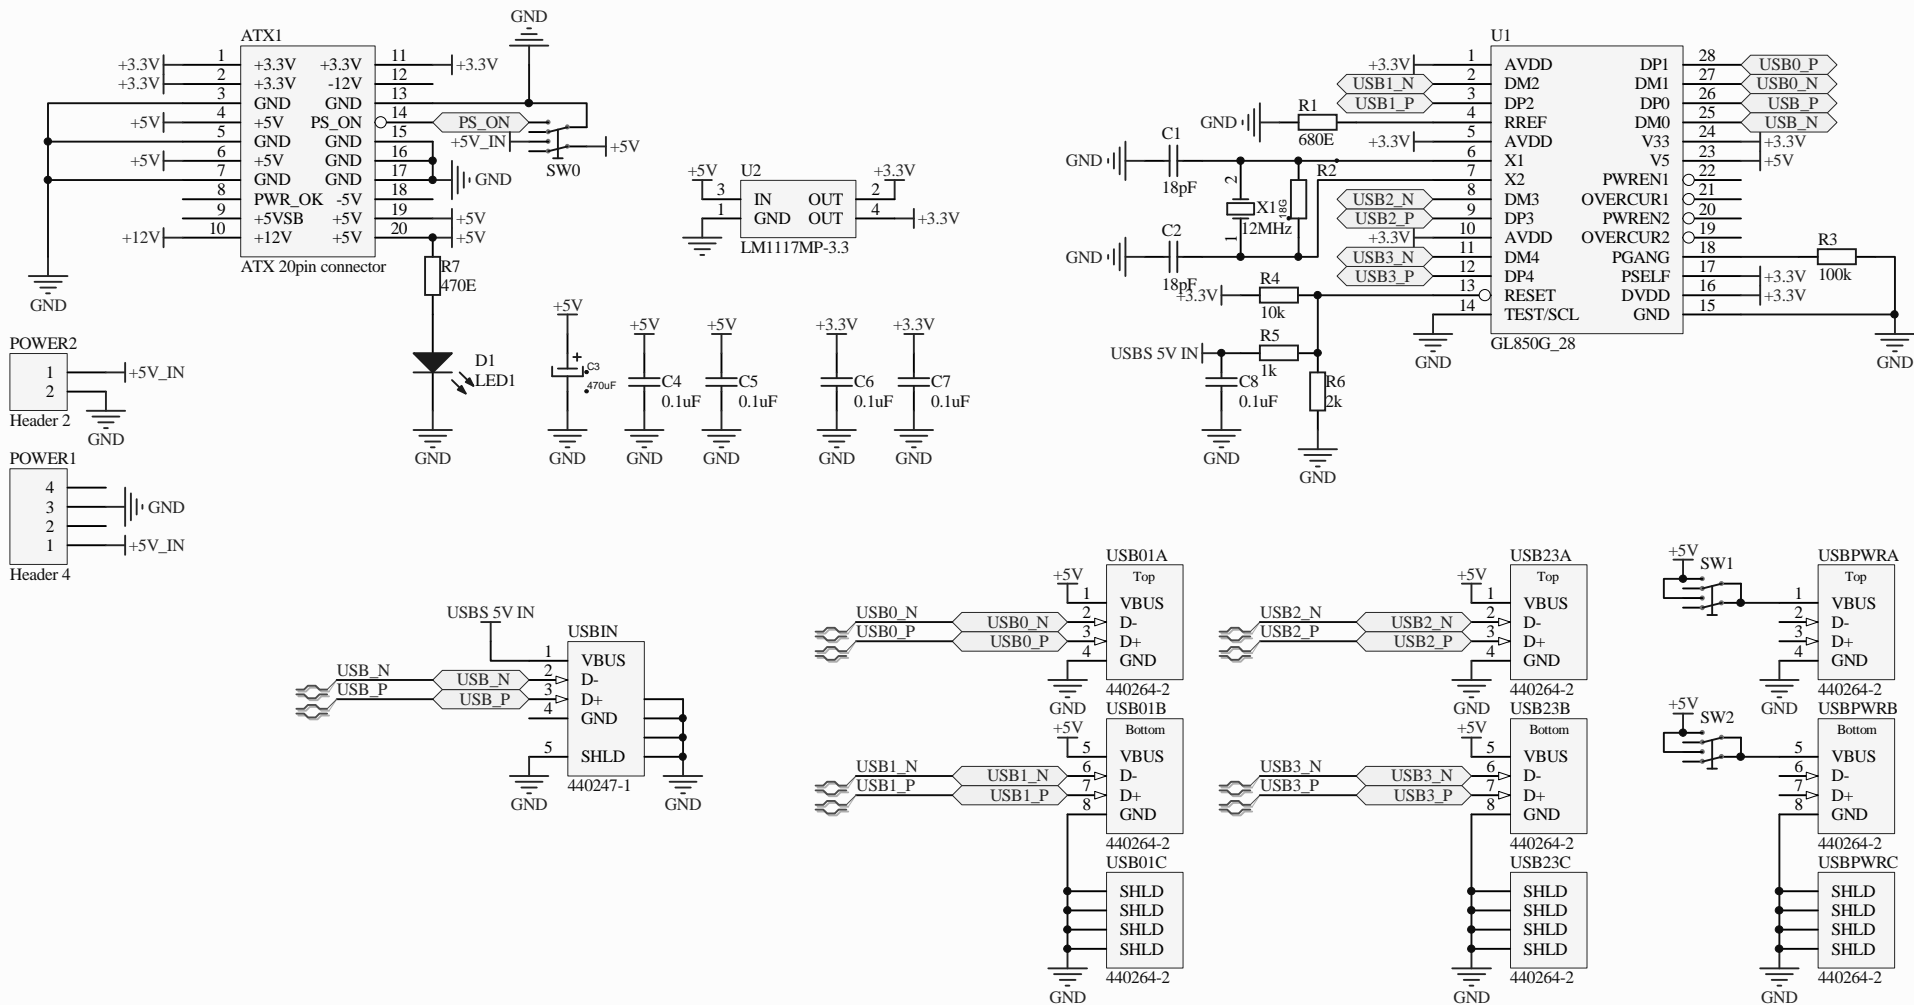 GND
ATX1
+3.3V 1 +3.3V +3.3V 11 +3.3V
+3.3V 2 +3.3V -12V 12
3 GND GND 13
+5V 4 +5V PS_ON 14 PS_ON
5 GND GND 15 +5V_IN +5V
+5V 6 +5V GND 16
SW0
7 GND GND 17 GND
8 PWR_OK -5V 18
9 +5VSB +5V 19 +5V
+12V 10 +12V +5V 20 +5V
ATX 20pin connector
GND
R7
470E
D1
LED1
GND
POWER2
1 +5V_IN
2
Header 2
GND
POWER1
4
3 GND
2
1 +5V_IN
Header 4
U2
+5V 3 IN OUT 2 +3.3V
1 GND OUT 4 +3.3V
LM1117MP-3.3
+5V +5V +5V +3.3V +3.3V
+
C3 C4 C5 C6 C7
470uF 0.1uF 0.1uF 0.1uF 0.1uF
GND GND GND GND GND
U1
+3.3V 1 AVDD DP1 28 USB0_P
USB1_N 2 DM2 DM1 27 USB0_N
USB1_P 3 DP2 DP0 26 USB_P
GND R1 4 RREF DM0 25 USB_N
680E
+3.3V 5 AVDD V33 24 +3.3V
6 X1 V5 23 +5V
7 X2 PWREN1 22
USB2_N 8 DM3 OVERCUR1 21
USB2_P 9 DP3 PWREN2 20
+3.3V 10 AVDD OVERCUR2 19
USB3_N 11 DM4 PGANG 18
USB3_P 12 DP4 PSELF 17 +3.3V
13 RESET DVDD 16 +3.3V
14 TEST/SCL GND 15
GL850G_28
GND
R3
100k
GND
C1
GND
18pF
R2
18G
2
X1
1 12MHz
C2
GND
18pF
+3.3V R4
10k
USBS 5V IN R5
1k
C8
0.1uF
R6
2k
GND
GND
USBS 5V IN
USBIN
1 VBUS
USB_N USB_N 2 D-
USB_P USB_P 3 D+
4 GND
5 SHLD
440247-1
GND GND
USB01A
+5V Top
1 VBUS
USB0_N USB0_N 2 D-
USB0_P USB0_P 3 D+
4 GND
440264-2
GND
USB01B
+5V Bottom
5 VBUS
USB1_N USB1_N 6 D-
USB1_P USB1_P 7 D+
8 GND
440264-2
USB01C
SHLD
SHLD
SHLD
SHLD
440264-2
GND
USB23A
+5V Top
1 VBUS
USB2_N USB2_N 2 D-
USB2_P USB2_P 3 D+
4 GND
440264-2
GND
USB23B
+5V Bottom
5 VBUS
USB3_N USB3_N 6 D-
USB3_P USB3_P 7 D+
8 GND
440264-2
USB23C
SHLD
SHLD
SHLD
SHLD
440264-2
GND
USBPWRA
+5V SW1 Top
1 VBUS
2 D-
3 D+
4 GND
440264-2
GND
USBPWRB
+5V SW2 Bottom
5 VBUS
6 D-
7 D+
8 GND
440264-2
USBPWRC
SHLD
SHLD
SHLD
SHLD
440264-2
GND